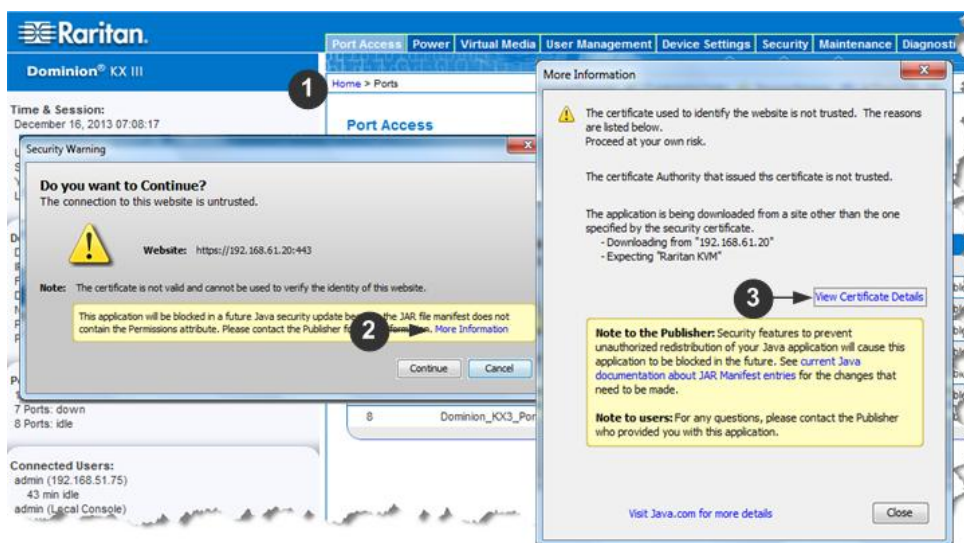 Raritan.
Port Access Power Virtual Media User Management Device Settings Security Maintenance
Dominion® KX III
1
Home > Ports
Time & Session:
December 16, 2013 07:08:17
Port Access
Security Warning
Do you want to Continue?
The connection to this website is untrusted.
Website: https://192.168.61.20:443
Note: The certificate is not valid and cannot be used to verify the identity of this website.
This application will be blocked in a future Java security update the JAR file manifest does not
contain the Permissions attribute. Please contact the Publisher 2 More Information
Continue Cancel
7 Ports: down
8 Ports: idle
8 Dominion_KX3_Por
Connected Users:
admin (192.168.51.75)
43 min idle
admin (Local Console)
More Information
The certificate used to identify the website is not trusted. The reasons
are listed below.
Proceed at your own risk.
The certificate Authority that issued ths certificate is not trusted.
The application is being downloaded from a site other than the one
specified by the security certificate.
- Downloading from "192.168.61.20"
- Expecting "Raritan KVM"
3 View Certificate Details
Note to the Publisher: Security features to prevent
unauthorized redistribution of your Java application will cause this
application to be blocked in the future. See current Java
documentation about JAR Manifest entries for the changes that
need to be made.
Note to users: For any questions, please contact the Publisher
who provided you with this application.
Visit Java.com for more details
Close